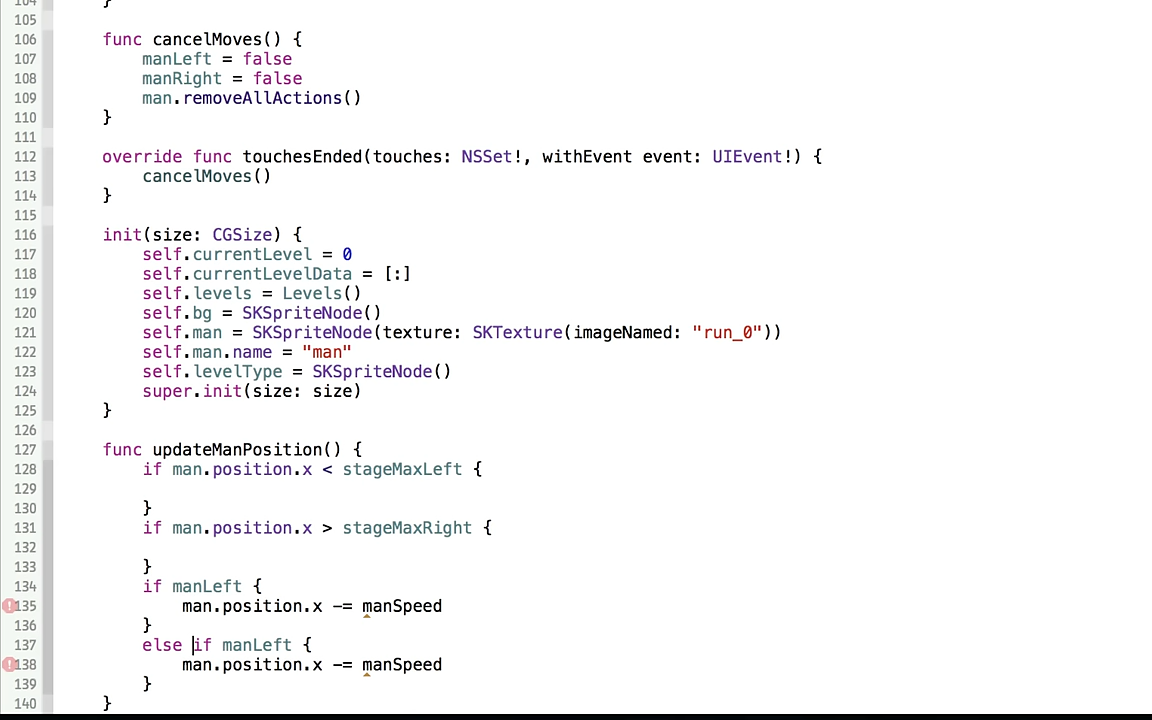 104 }
105
106 func cancelMoves() {
107 manLeft = false
108 manRight = false
109 man.removeAllActions()
110 }
111
112 override func touchesEnded(touches: NSSet!, withEvent event: UIEvent!) {
113 cancelMoves()
114 }
115
116 init(size: CGSize) {
117 self.currentLevel = 0
118 self.currentLevelData = [:]
119 self.levels = Levels()
120 self.bg = SKSpriteNode()
121 self.man = SKSpriteNode(texture: SKTexture(imageNamed: "run_0"))
122 self.man.name = "man"
123 self.levelType = SKSpriteNode()
124 super.init(size: size)
125 }
126
127 func updateManPosition() {
128 if man.position.x < stageMaxLeft {
129
130 }
131 if man.position.x > stageMaxRight {
132
133 }
134 if manLeft {
135 man.position.x -= manSpeed
136 }
137 else if manLeft {
138 man.position.x -= manSpeed
139 }
140 }